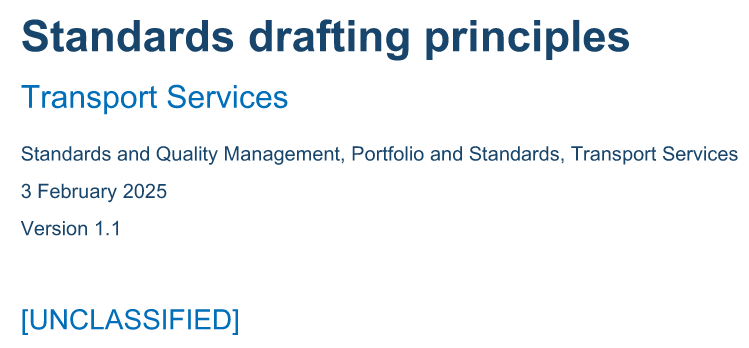 Standards drafting principles
Transport Services
Standards and Quality Management, Portfolio and Standards, Transport Services
3 February 2025
Version 1.1
[UNCLASSIFIED]